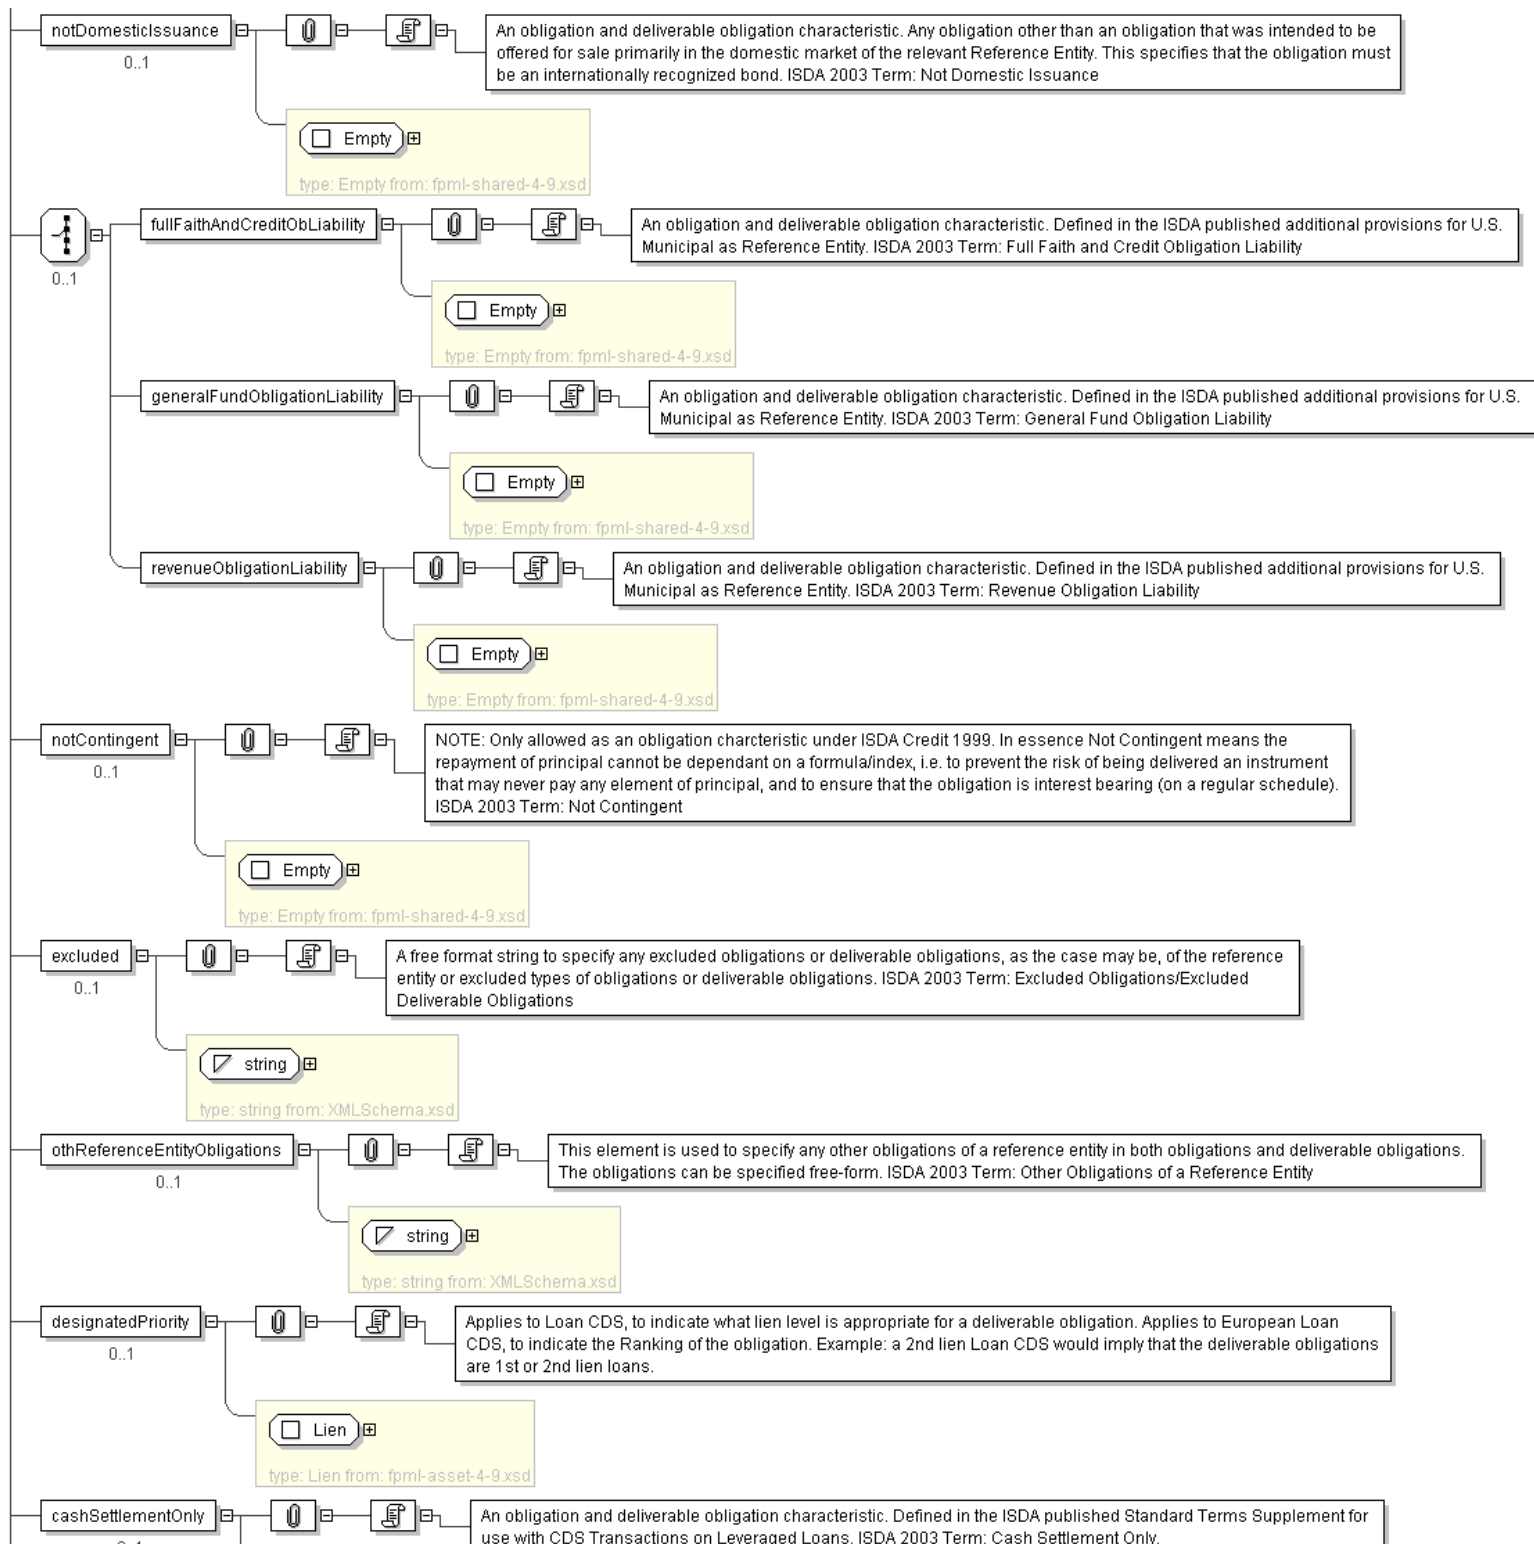 notDomesticIssuance
0..1
An obligation and deliverable obligation characteristic. Any obligation other than an obligation that was intended to be
offered for sale primarily in the domestic market of the relevant Reference Entity. This specifies that the obligation must
be an internationally recognized bond. ISDA 2003 Term: Not Domestic Issuance
Empty
type: Empty from: fpml-shared-4-9.xsd
0..1
fullFaithAndCreditObLiability
An obligation and deliverable obligation characteristic. Defined in the ISDA published additional provisions for U.S.
Municipal as Reference Entity. ISDA 2003 Term: Full Faith and Credit Obligation Liability
Empty
type: Empty from: fpml-shared-4-9.xsd
generalFundObligationLiability
An obligation and deliverable obligation characteristic. Defined in the ISDA published additional provisions for U.S.
Municipal as Reference Entity. ISDA 2003 Term: General Fund Obligation Liability
Empty
type: Empty from: fpml-shared-4-9.xsd
revenueObligationLiability
An obligation and deliverable obligation characteristic. Defined in the ISDA published additional provisions for U.S.
Municipal as Reference Entity. ISDA 2003 Term: Revenue Obligation Liability
Empty
type: Empty from: fpml-shared-4-9.xsd
notContingent
0..1
NOTE: Only allowed as an obligation charcteristic under ISDA Credit 1999. In essence Not Contingent means the
repayment of principal cannot be dependant on a formula/index, i.e. to prevent the risk of being delivered an instrument
that may never pay any element of principal, and to ensure that the obligation is interest bearing (on a regular schedule).
ISDA 2003 Term: Not Contingent
Empty
type: Empty from: fpml-shared-4-9.xsd
excluded
0..1
A free format string to specify any excluded obligations or deliverable obligations, as the case may be, of the reference
entity or excluded types of obligations or deliverable obligations. ISDA 2003 Term: Excluded Obligations/Excluded
Deliverable Obligations
string
type: string from: XMLSchema.xsd
othReferenceEntityObligations
0..1
This element is used to specify any other obligations of a reference entity in both obligations and deliverable obligations.
The obligations can be specified free-form. ISDA 2003 Term: Other Obligations of a Reference Entity
string
type: string from: XMLSchema.xsd
designatedPriority
0..1
Applies to Loan CDS, to indicate what lien level is appropriate for a deliverable obligation. Applies to European Loan
CDS, to indicate the Ranking of the obligation. Example: a 2nd lien Loan CDS would imply that the deliverable obligations
are 1st or 2nd lien loans.
Lien
type: Lien from: fpml-asset-4-9.xsd
cashSettlementOnly
0..1
An obligation and deliverable obligation characteristic. Defined in the ISDA published Standard Terms Supplement for
use with CDS Transactions on Leveraged Loans. ISDA 2003 Term: Cash Settlement Only.